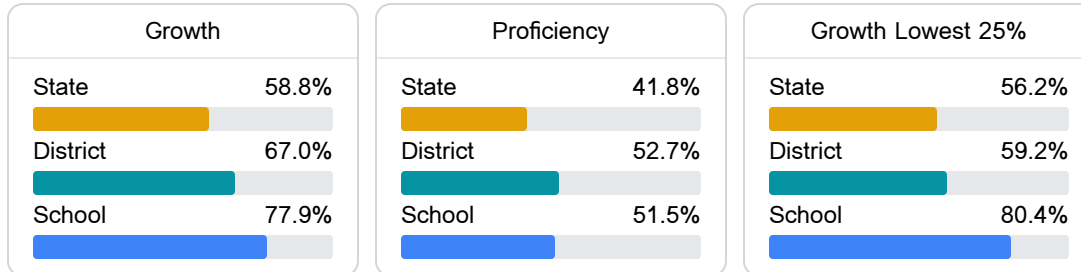 Growth
State 58.8%
District 67.0%
School 77.9%
Proficiency
State 41.8%
District 52.7%
School 51.5%
Growth Lowest 25%
State 56.2%
District 59.2%
School 80.4%